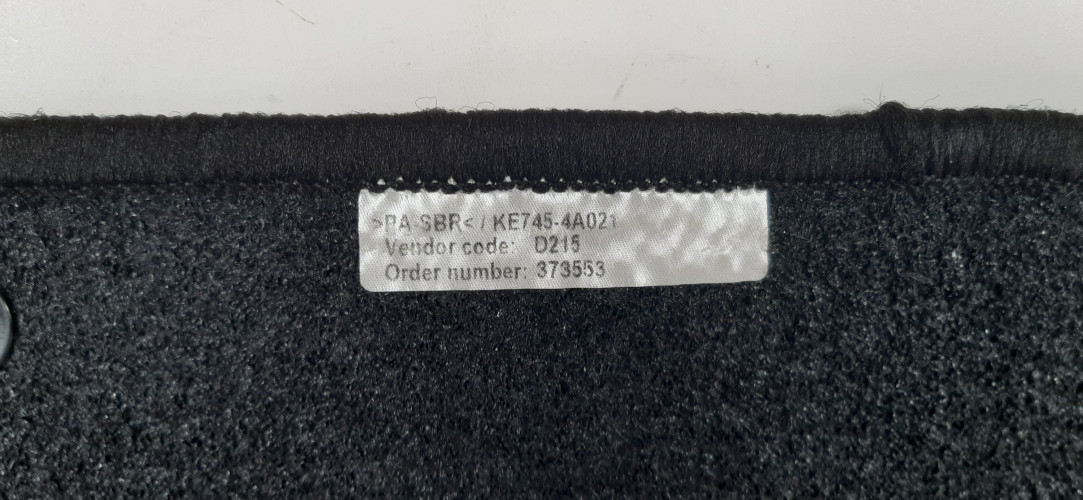 >PA-SBR< / KE745-4A021
Vendor code: D215
Order number: 373553